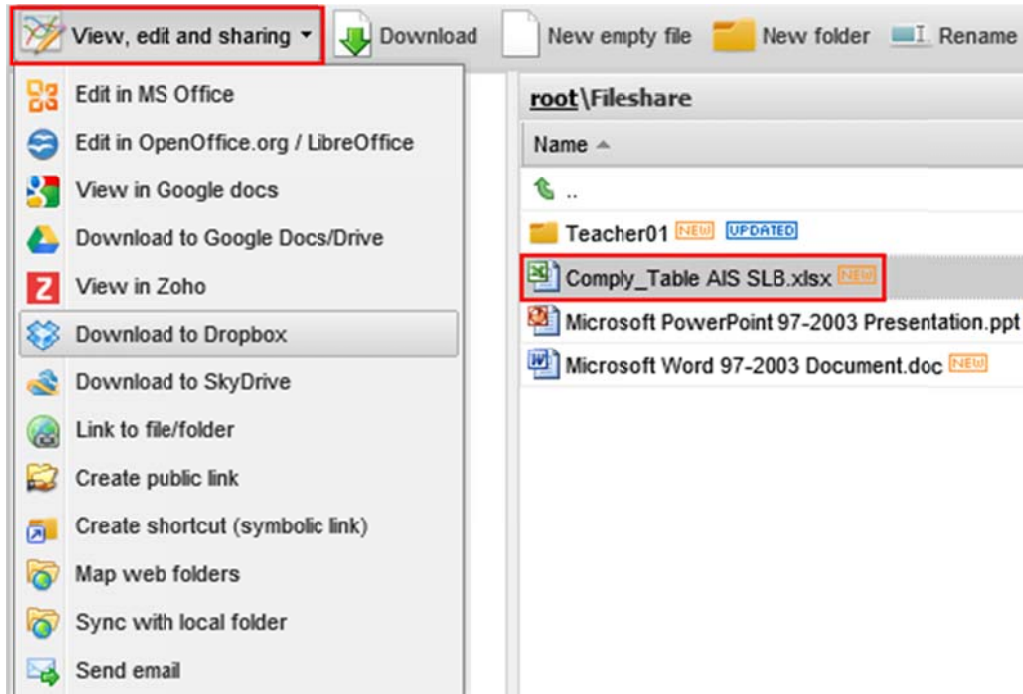 View, edit and sharing
Download
New empty file
New folder
Rename
Edit in MS Office
Edit in OpenOffice.org / LibreOffice
View in Google docs
Download to Google Docs/Drive
View in Zoho
Download to Dropbox
Download to SkyDrive
Link to file/folder
Create public link
Create shortcut (symbolic link)
Map web folders
Sync with local folder
Send email
root\Fileshare
Name
..
Teacher01 NEW UPDATED
Comply_Table AIS SLB.xlsx NEW
Microsoft PowerPoint 97-2003 Presentation.ppt
Microsoft Word 97-2003 Document.doc NEW